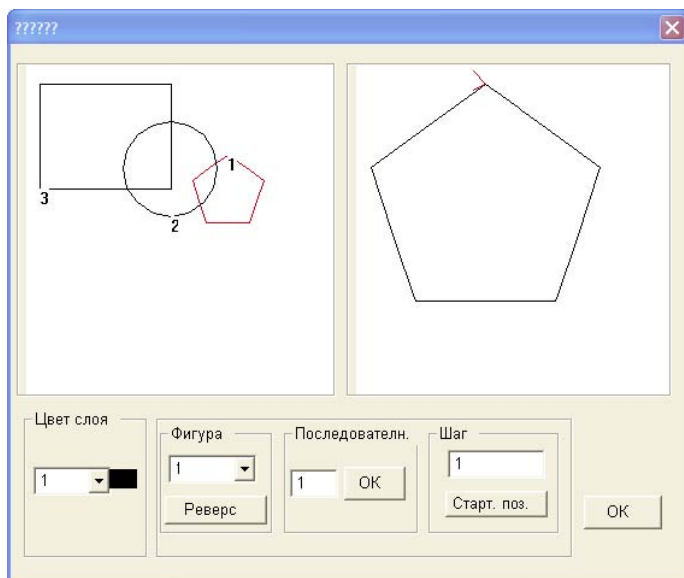 ??????
1
3
2
Цвет слоя
1
Фигура
1
Реверс
Последователн.
1
OK
Шаг
1
Старт. поз.
OK